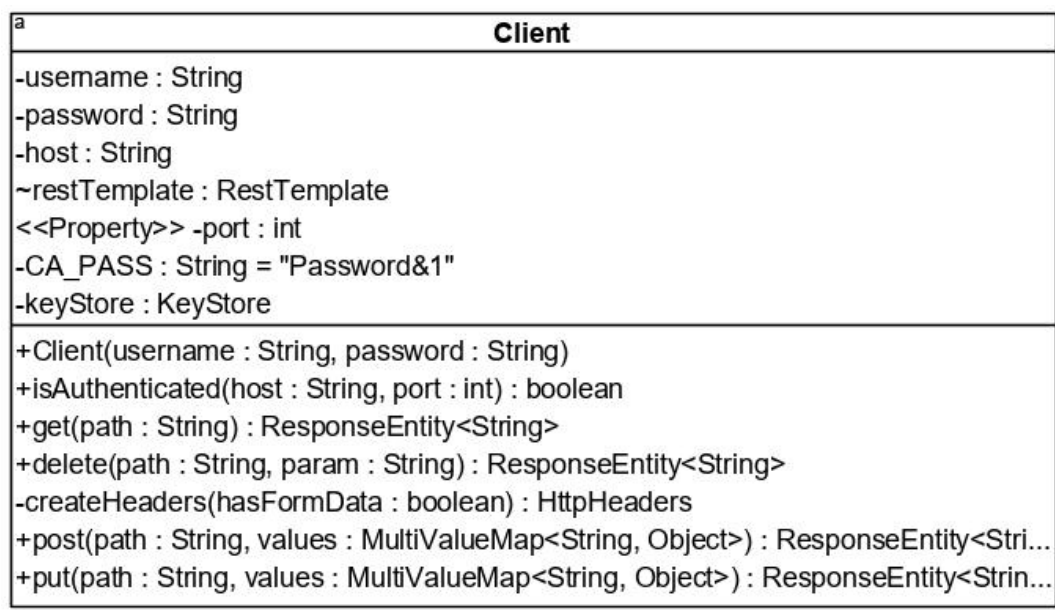 a
Client
-username : String
-password : String
-host : String
~restTemplate : RestTemplate
<<Property>> -port : int
-CA_PASS : String = "Password&1"
-keyStore : KeyStore
+Client(username : String, password : String)
+isAuthenticated(host : String, port : int) : boolean
+get(path : String) : ResponseEntity<String>
+delete(path : String, param : String) : ResponseEntity<String>
-createHeaders(hasFormData : boolean) : HttpHeaders
+post(path : String, values : MultiValueMap<String, Object>) : ResponseEntity<Stri...
+put(path : String, values : MultiValueMap<String, Object>) : ResponseEntity<Strin...